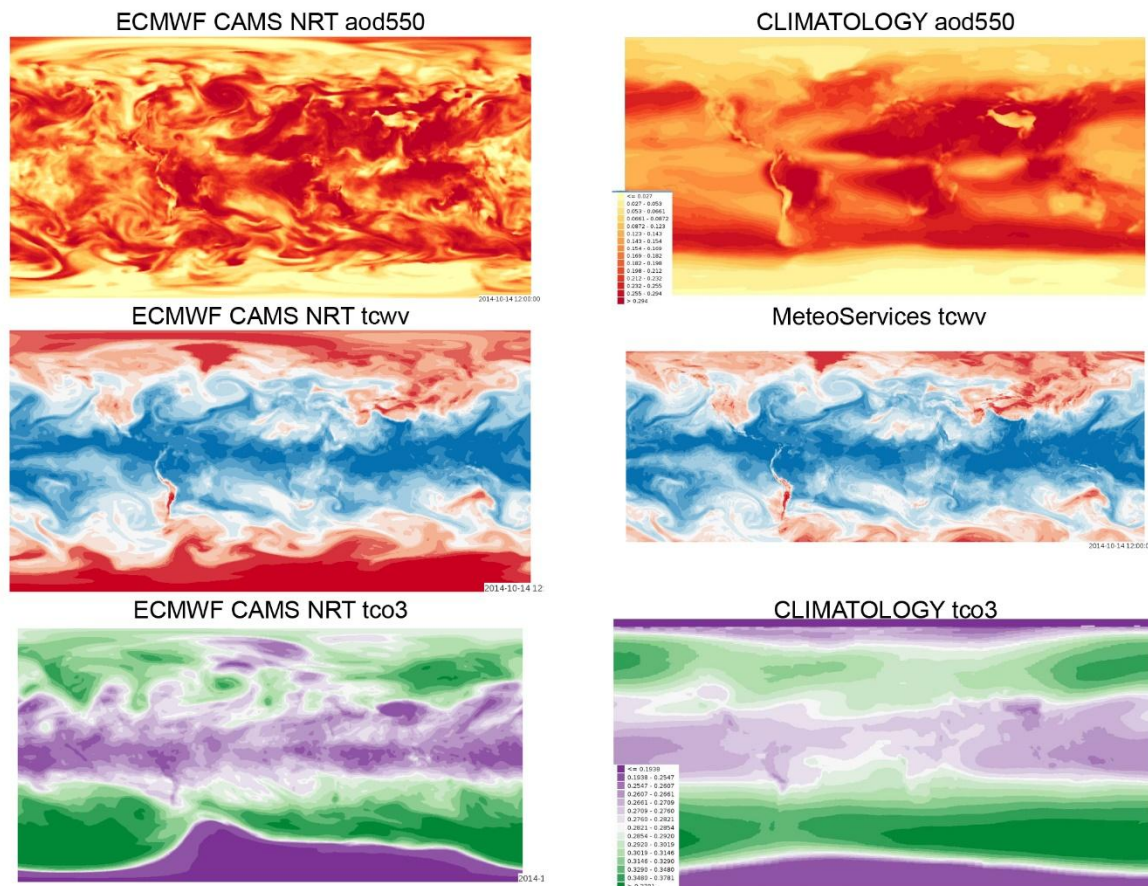 ECMWF CAMS NRT aod550
CLIMATOLOGY aod550
<= 0.027
0.027 - 0.053
0.053 - 0.0661
0.0661 - 0.0872
0.0872 - 0.123
0.123 - 0.143
0.143 - 0.154
0.154 - 0.169
0.169 - 0.182
0.182 - 0.198
0.198 - 0.212
0.212 - 0.232
0.232 - 0.255
0.255 - 0.294
> 0.294
2014-10-14 12:00:00
ECMWF CAMS NRT tcwv
MeteoServices tcwv
2014-10-14 12
2014-10-14 12:00:0
ECMWF CAMS NRT tco3
CLIMATOLOGY tco3
<= 0.1938
0.1938 - 0.2547
0.2547 - 0.2607
0.2607 - 0.2661
0.2661 - 0.2709
0.2709 - 0.2760
0.2760 - 0.2821
0.2821 - 0.2854
0.2854 - 0.2920
0.2920 - 0.3019
0.3019 - 0.3146
0.3146 - 0.3290
0.3290 - 0.3480
0.3480 - 0.3781
2014-1